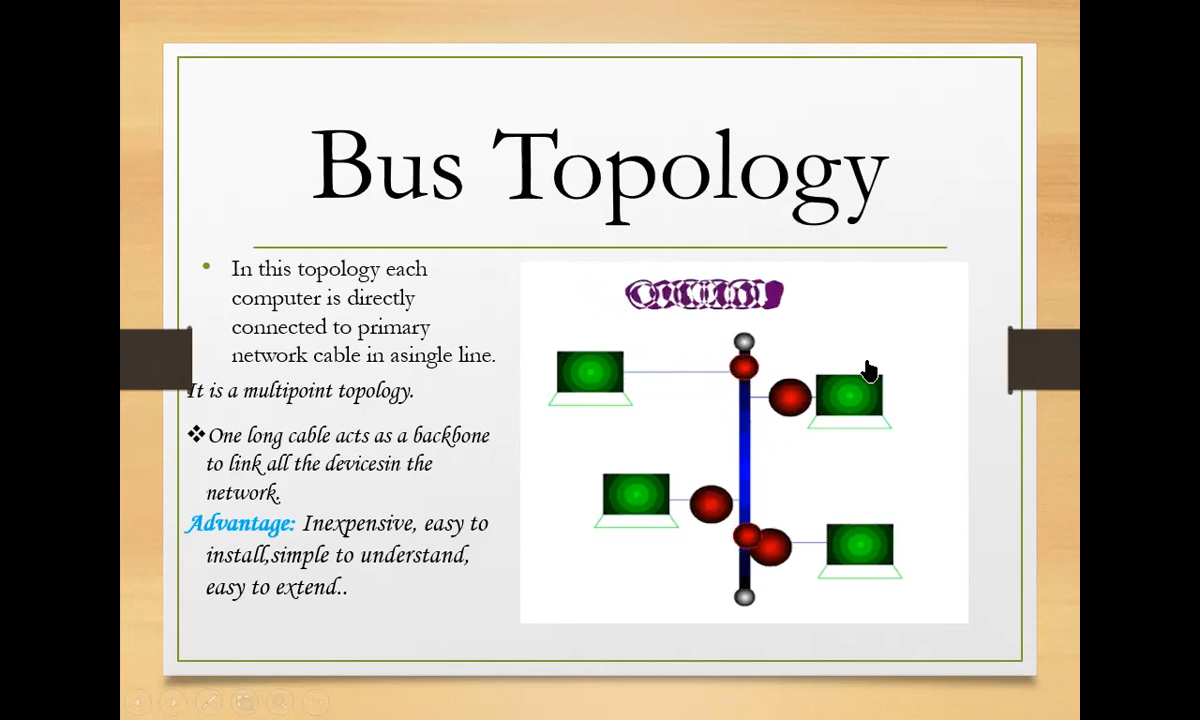 Bus Topology
• In this topology each
computer is directly
connected to primary
network cable in asingle line.
It is a multipoint topology.
❖One long cable acts as a backbone
to link all the devicesin the
network.
Advantage: Inexpensive, easy to
install,simple to understand,
easy to extend..